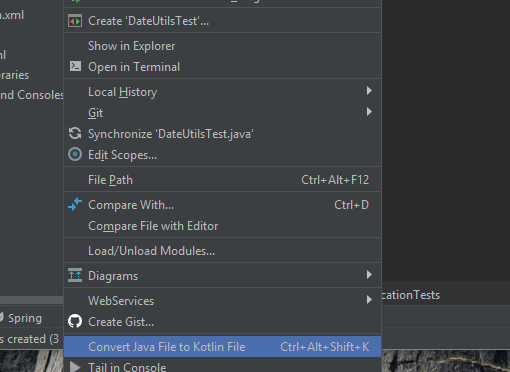 .xml
Create 'DateUtilsTest'...
Show in Explorer
ml
Open in Terminal
raries
Local History
nd Consoles
Git
Synchronize 'DateUtilsTest.java'
Edit Scopes...
File Path Ctrl+Alt+F12
Compare With... Ctrl+D
Compare File with Editor
Load/Unload Modules...
Diagrams
WebServices
cationTests
Create Gist...
Spring
s created (3
Convert Java File to Kotlin File Ctrl+Alt+Shift+K
Tail in Console